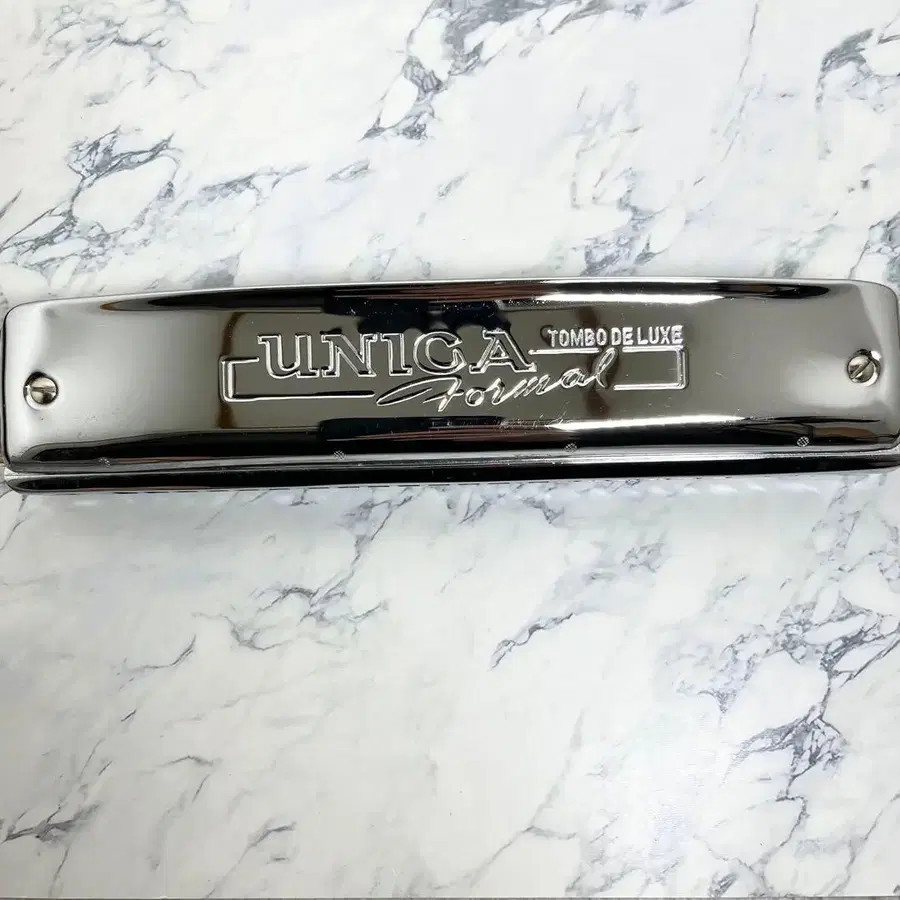 UNICA
TOMBO DE LUXE
Formal